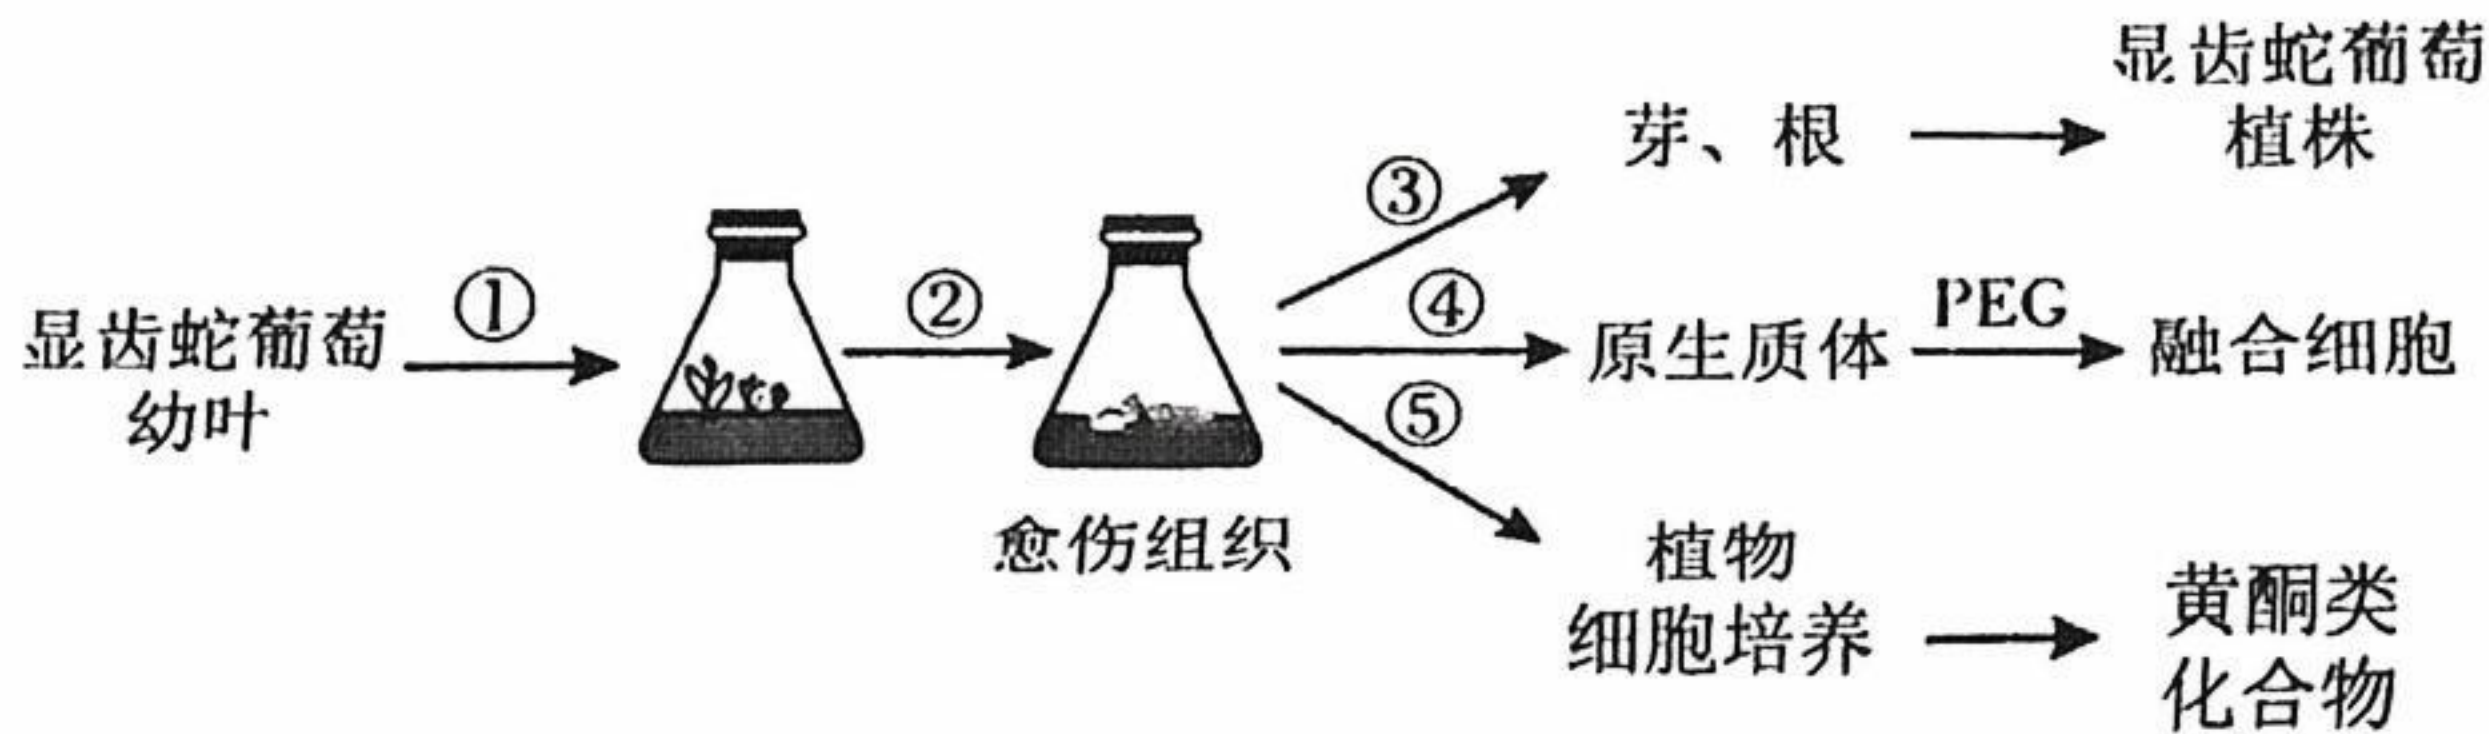 显齿蛇葡萄
幼叶
①
②
愈伤组织
③
芽、根
显齿蛇葡萄
植株
④
原生质体
PEG
融合细胞
⑤
植物
细胞培养
黄酮类
化合物